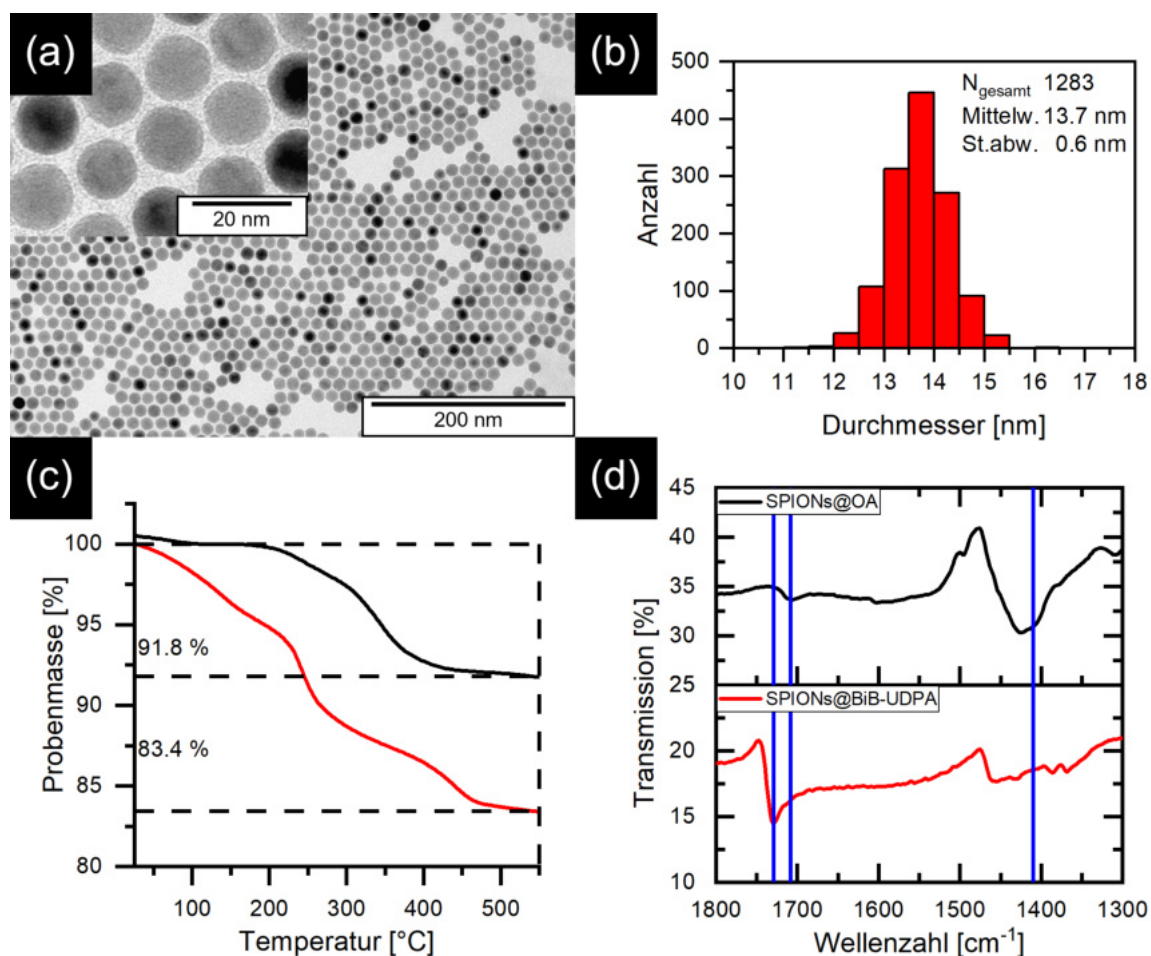 (a)
20 nm
200 nm
(b)
500
400
300
200
100
0
Anzahl
N_gesamt 1283
Mittelw. 13.7 nm
St.abw. 0.6 nm
10 11 12 13 14 15 16 17 18
Durchmesser [nm]
(c)
100
95
90
85
80
Probenmasse [%]
91.8 %
83.4 %
100 200 300 400 500
Temperatur [°C]
(d)
45
40
35
30
25
20
15
10
Transmission [%]
SPIONs@OA
SPIONs@BiB-UDPA
1800 1700 1600 1500 1400 1300
Wellenzahl [cm⁻¹]